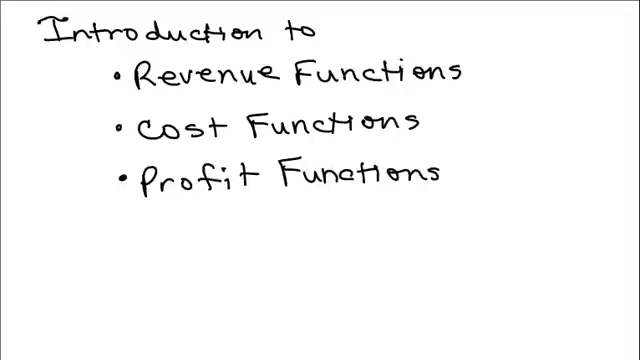 Introduction to
• Revenue Functions
• Cost Functions
• Profit Functions